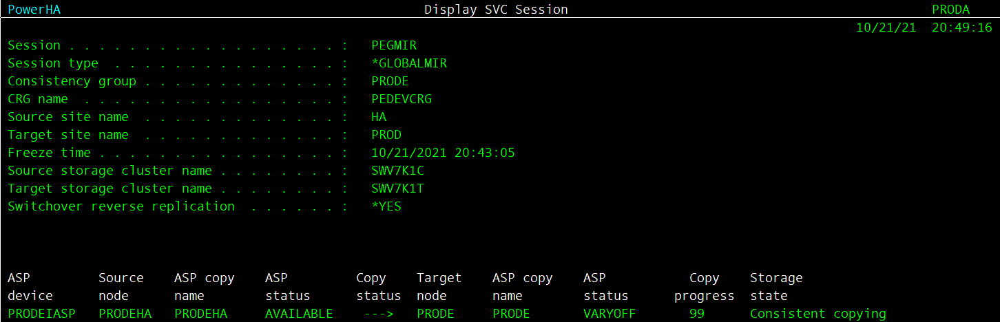 PowerHA Display SVC Session PRODA
10/21/21 20:49:16
Session . . . . . . . . . . . . . . . . . . : PEGMIR
Session type . . . . . . . . . . . . . . . : *GLOBALMIR
Consistency group . . . . . . . . . . . . . : PRODE
CRG name . . . . . . . . . . . . . . . . . : PEDEVCRG
Source site name . . . . . . . . . . . . . : HA
Target site name . . . . . . . . . . . . . : PROD
Freeze time . . . . . . . . . . . . . . . . : 10/21/2021 20:43:05
Source storage cluster name . . . . . . . . : SWV7K1C
Target storage cluster name . . . . . . . . : SWV7K1T
Switchover reverse replication . . . . . . : *YES
ASP Source ASP copy ASP Copy Target ASP copy ASP Copy Storage
device node name status status node name status progress state
PRODEIASP PRODEHA PRODEHA AVAILABLE ---> PRODE PRODE VARYOFF 99 Consistent copying